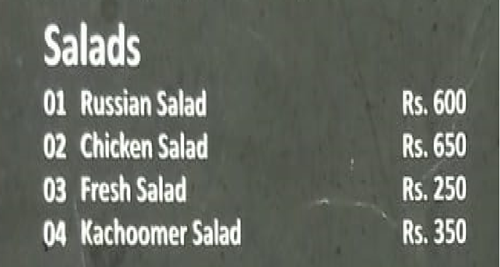 Salads
01 Russian Salad Rs. 600
02 Chicken Salad Rs. 650
03 Fresh Salad Rs. 250
04 Kachoomer Salad Rs. 350